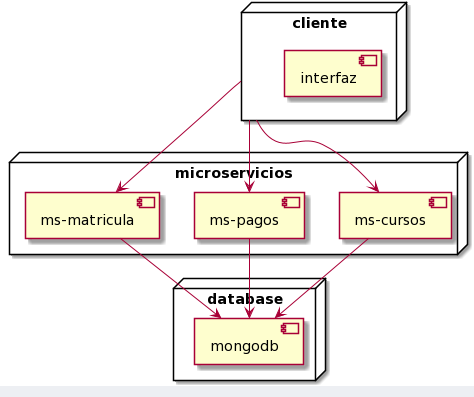 cliente
interfaz
microservicios
ms-matricula
ms-pagos
ms-cursos
database
mongodb